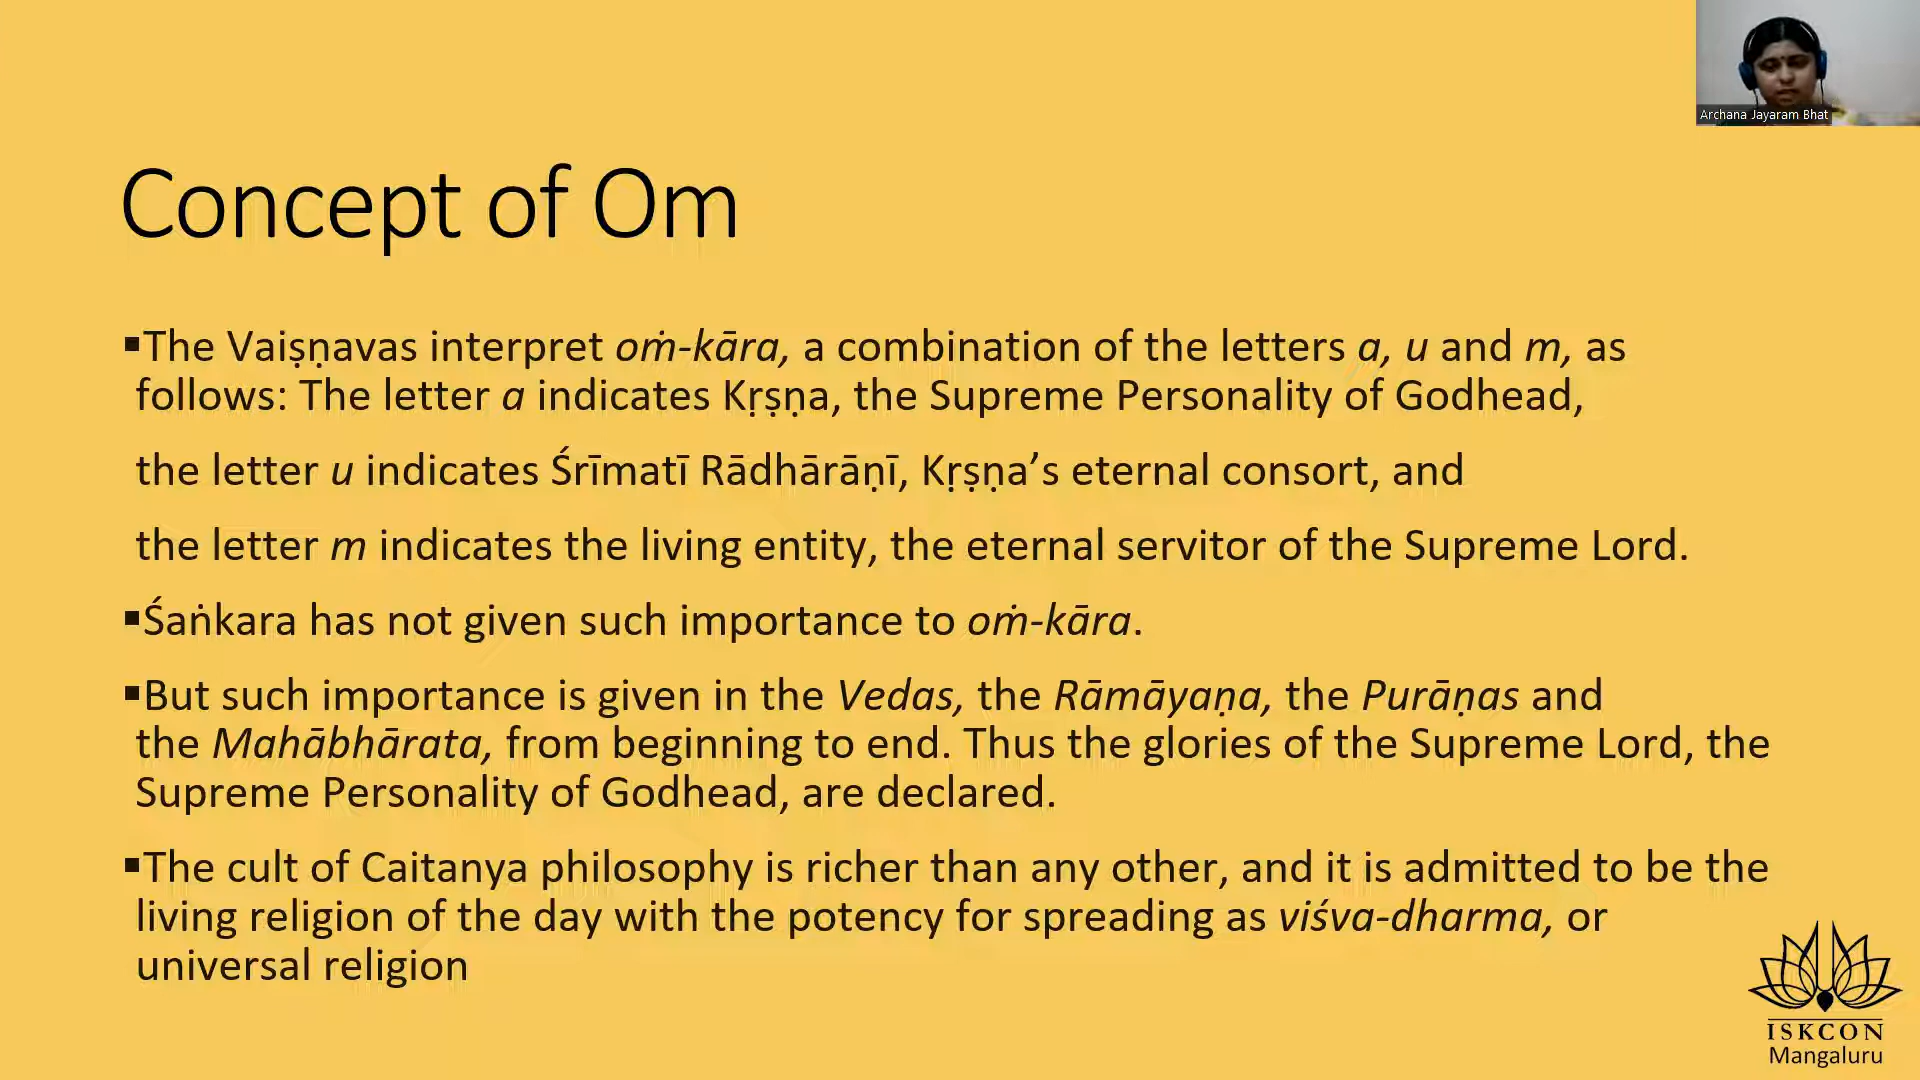 Archana Jayaram Bhat
Concept of Om
▪The Vaiṣṇavas interpret oṁ-kāra, a combination of the letters a, u and m, as
follows: The letter a indicates Kṛṣṇa, the Supreme Personality of Godhead,
the letter u indicates Śrīmatī Rādhārāṇī, Kṛṣṇa’s eternal consort, and
the letter m indicates the living entity, the eternal servitor of the Supreme Lord.
▪Śaṅkara has not given such importance to oṁ-kāra.
▪But such importance is given in the Vedas, the Rāmāyaṇa, the Purāṇas and
the Mahābhārata, from beginning to end. Thus the glories of the Supreme Lord, the
Supreme Personality of Godhead, are declared.
▪The cult of Caitanya philosophy is richer than any other, and it is admitted to be the
living religion of the day with the potency for spreading as viśva-dharma, or
universal religion
ISKCON
Mangaluru